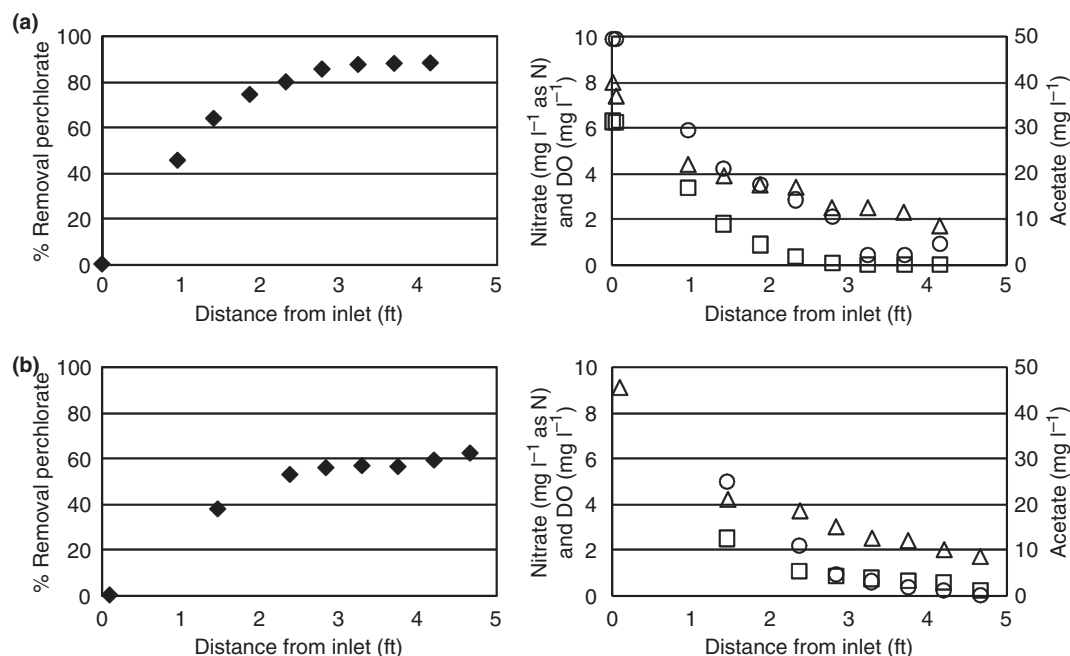 (a)
100
80
60
40
20
0
% Removal perchlorate
0 1 2 3 4 5
Distance from inlet (ft)
10
8
6
4
2
0
Nitrate (mg l⁻¹ as N)
and DO (mg l⁻¹)
50
40
30
20
10
0
Acetate (mg l⁻¹)
0 1 2 3 4 5
Distance from inlet (ft)
(b)
100
80
60
40
20
0
% Removal perchlorate
0 1 2 3 4 5
Distance from inlet (ft)
10
8
6
4
2
0
Nitrate (mg l⁻¹ as N)
and DO (mg l⁻¹)
50
40
30
20
10
0
Acetate (mg l⁻¹)
0 1 2 3 4 5
Distance from inlet (ft)